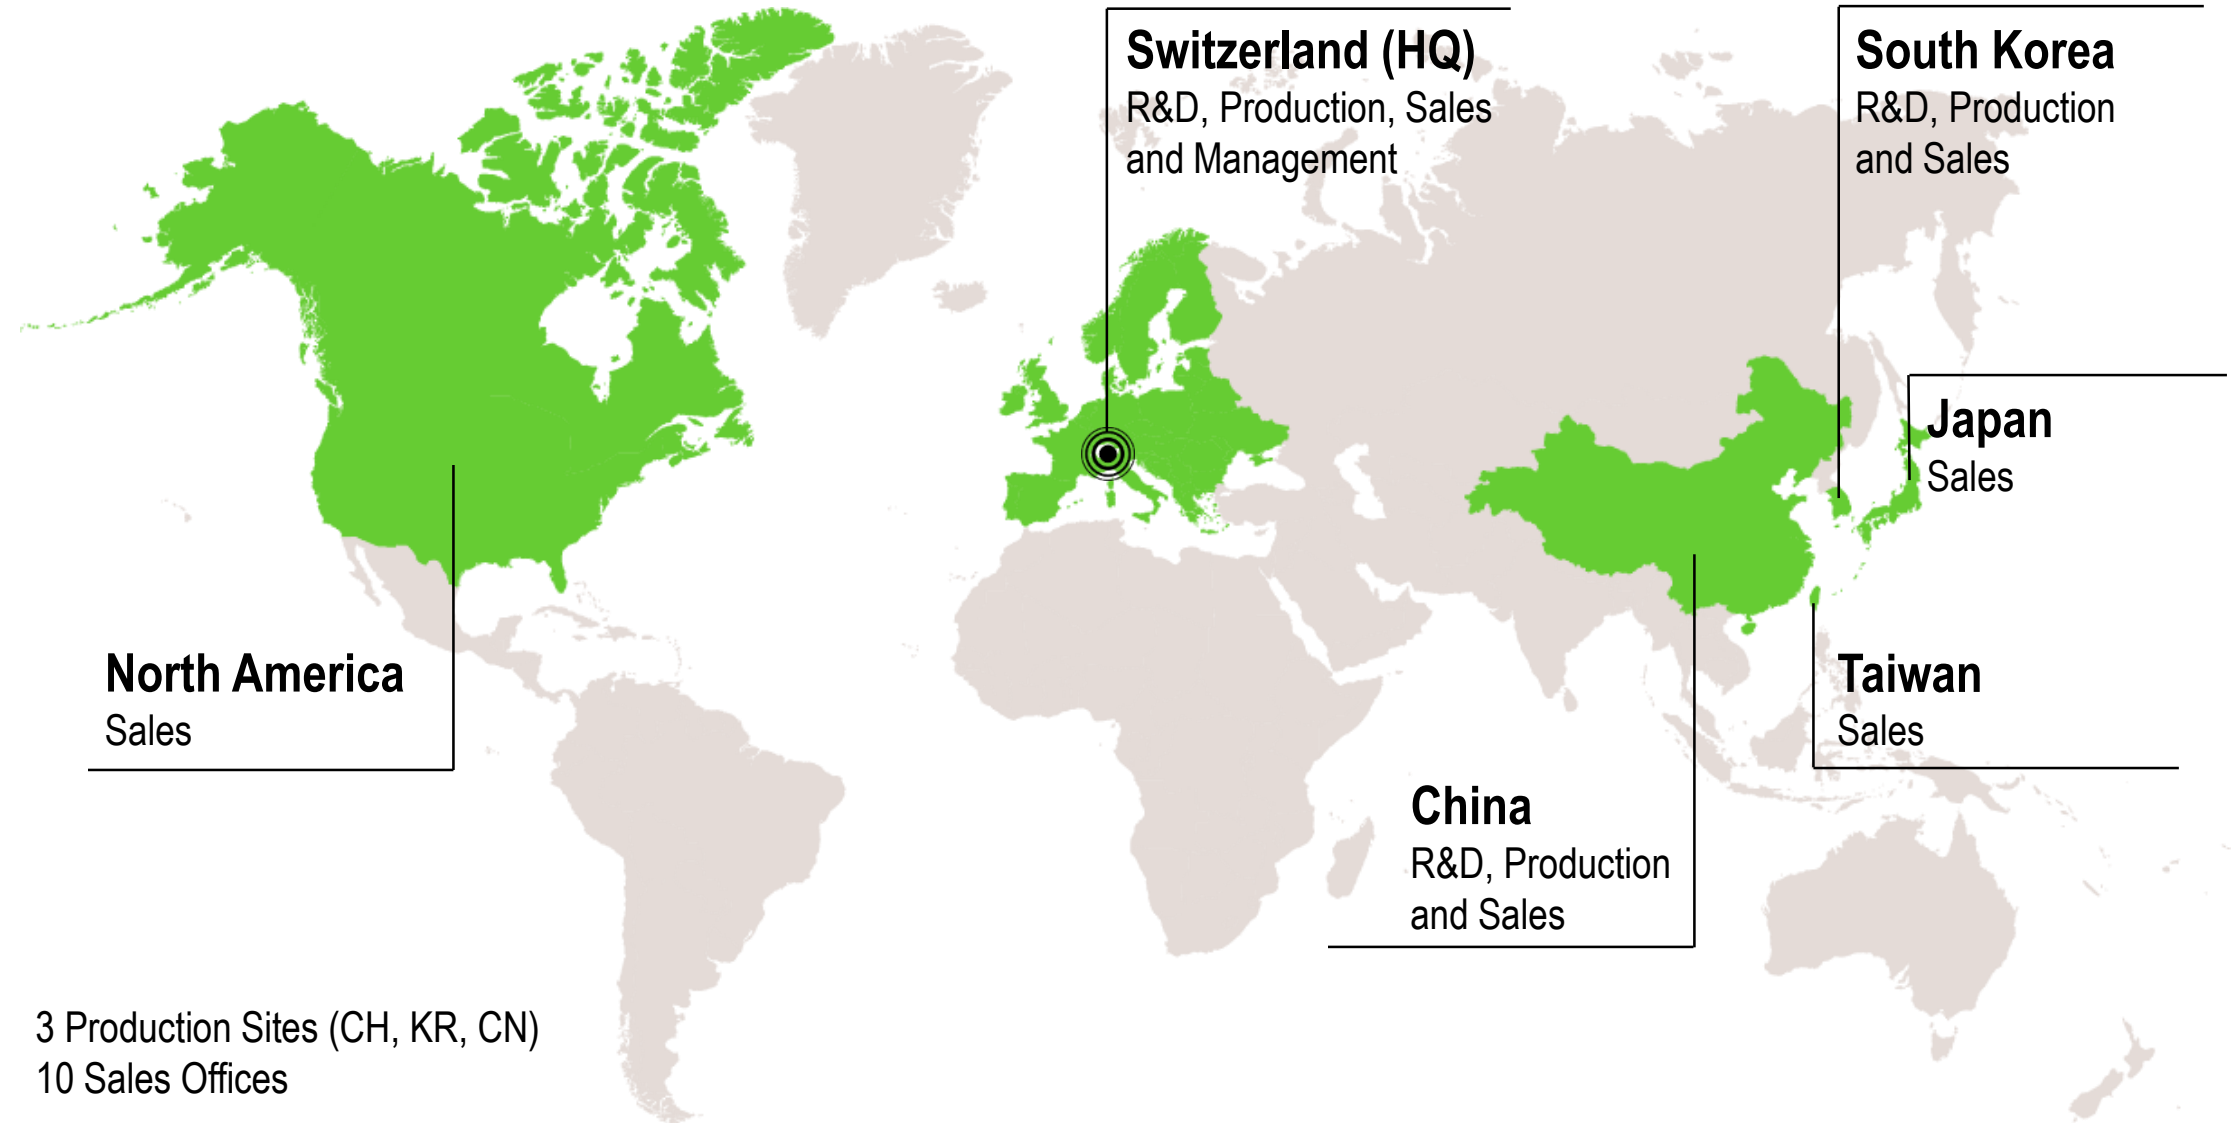 Switzerland (HQ)
R&D, Production, Sales
and Management
South Korea
R&D, Production
and Sales
Japan
Sales
North America
Sales
Taiwan
Sales
China
R&D, Production
and Sales
3 Production Sites (CH, KR, CN)
10 Sales Offices